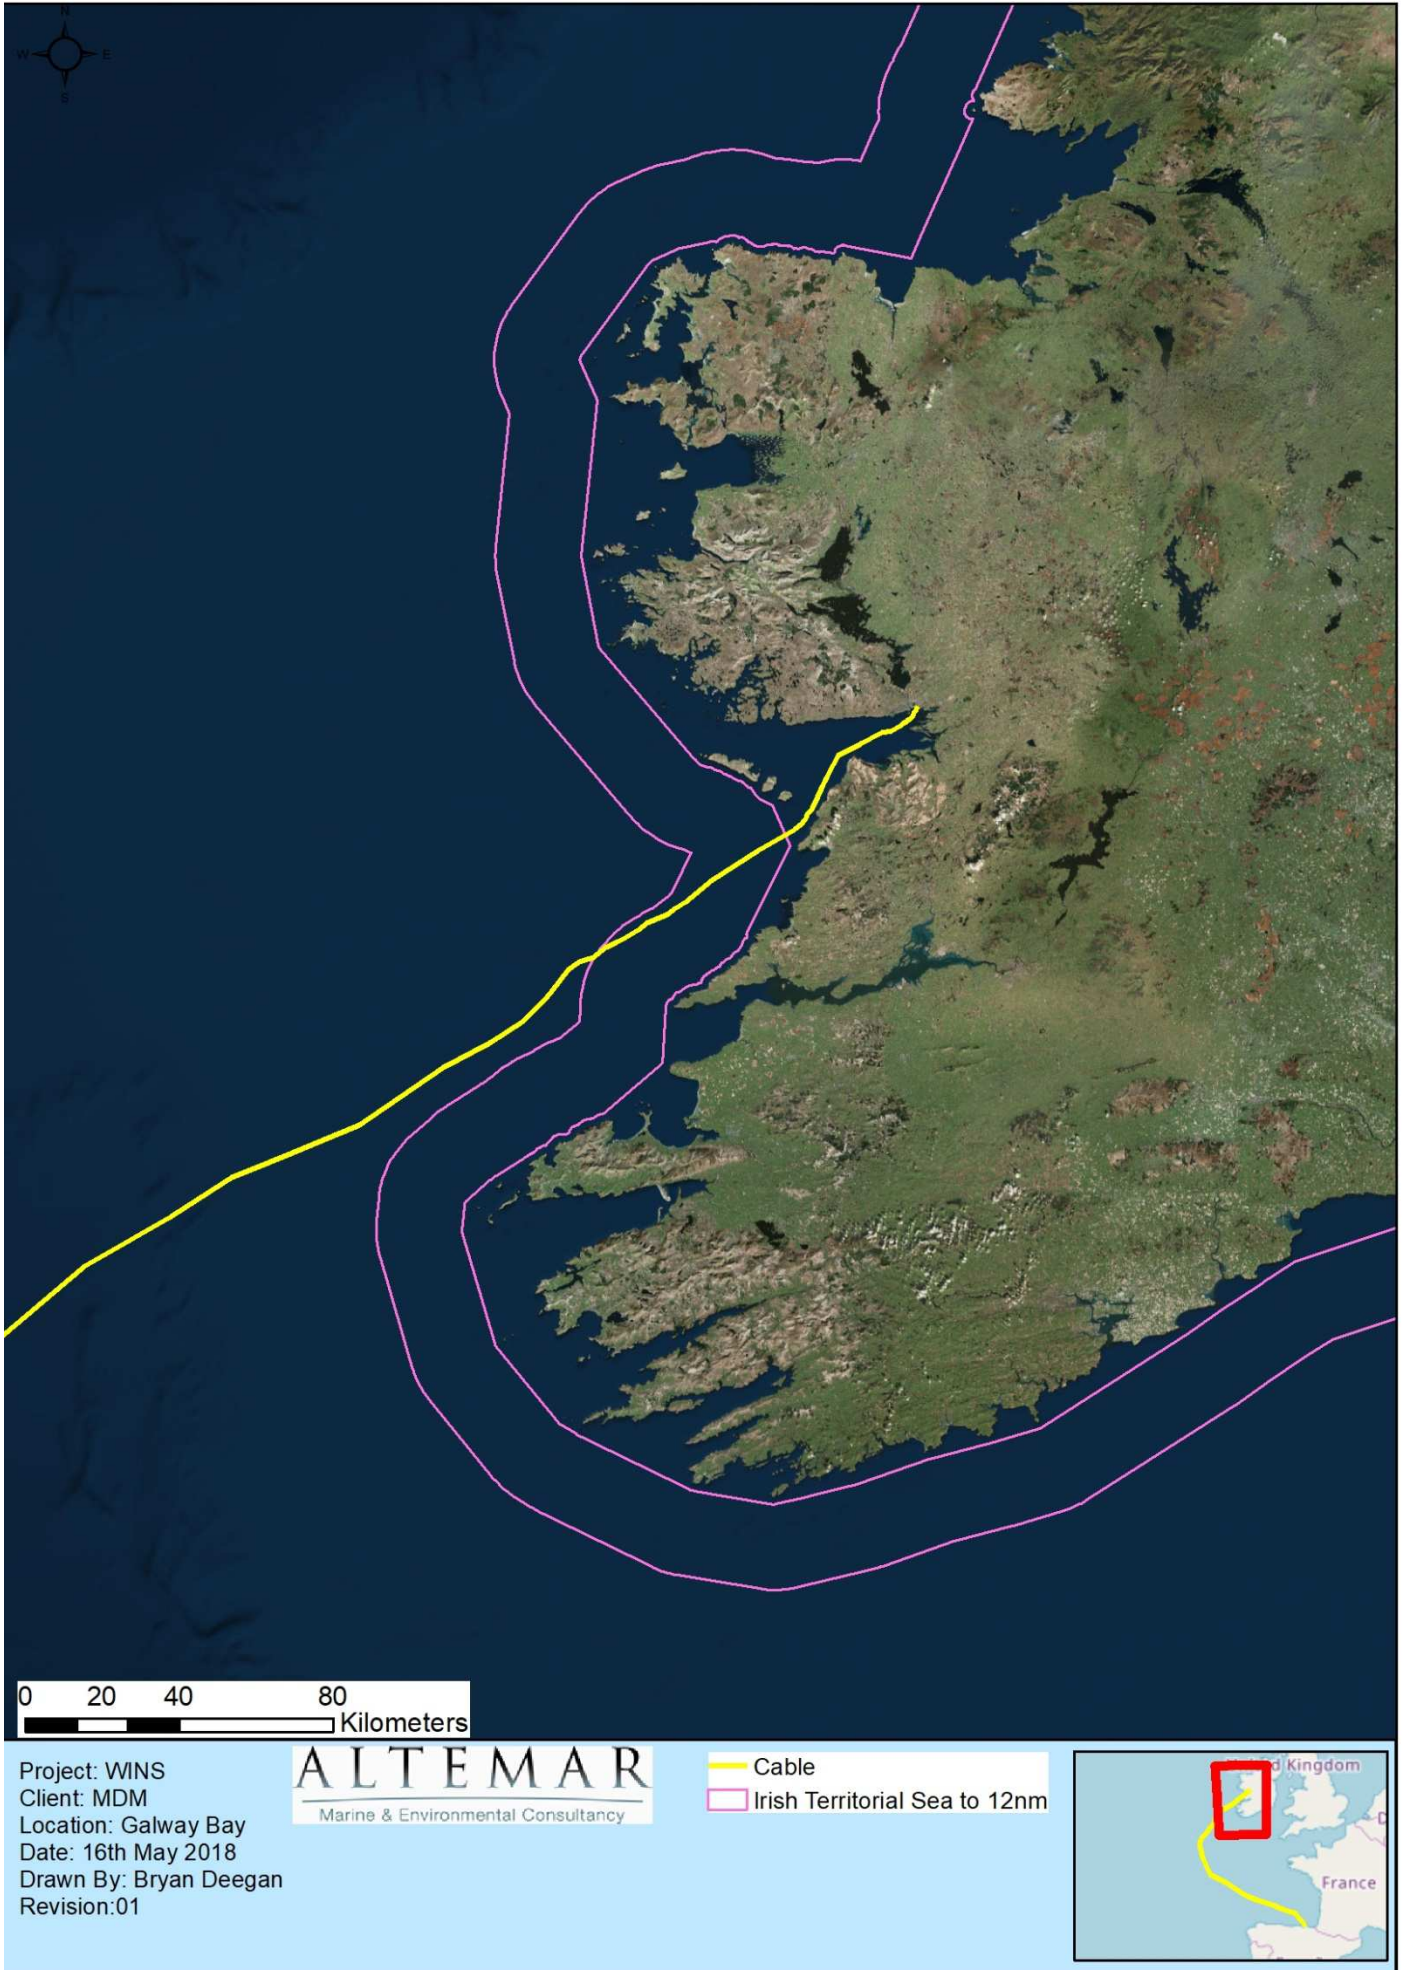 N
W E
S
0 20 40 80
Kilometers
Project: WINS
Client: MDM
Location: Galway Bay
Date: 16th May 2018
Drawn By: Bryan Deegan
Revision:01
ALTEMAR
Marine & Environmental Consultancy
Cable
Irish Territorial Sea to 12nm
d Kingdom
France